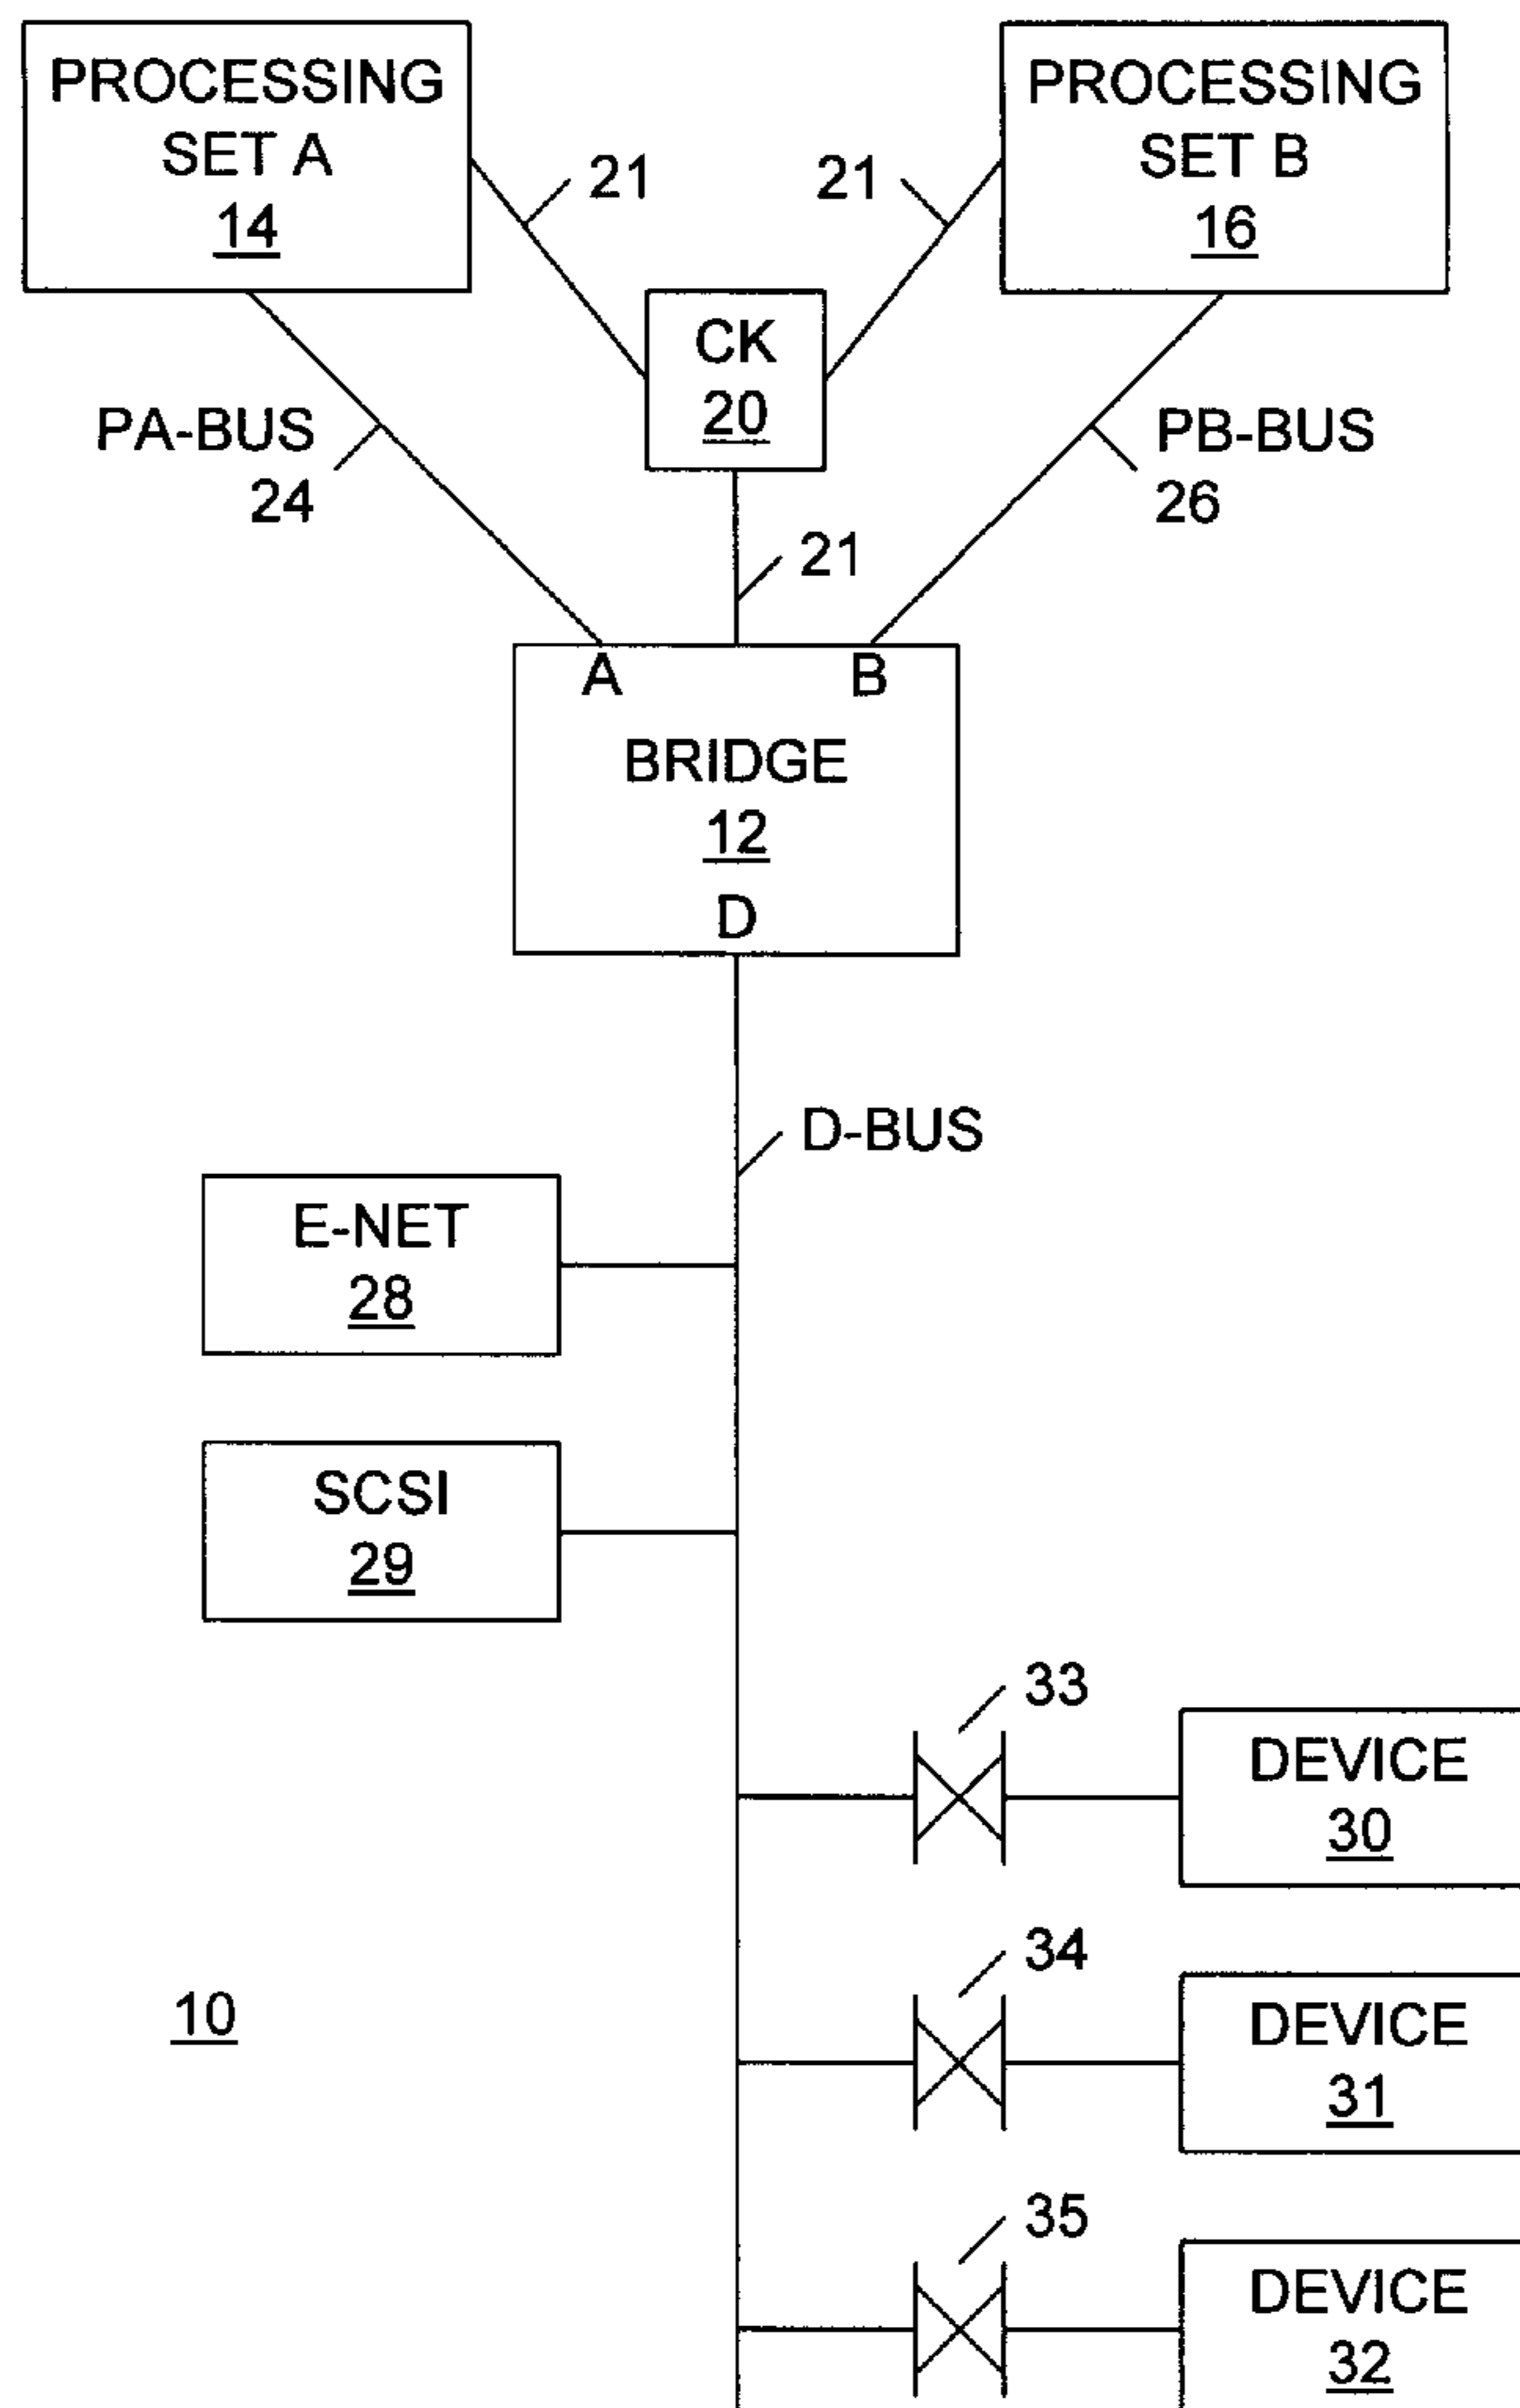 PROCESSING
SET A
14
PROCESSING
SET B
16
21
21
CK
20
PA-BUS
24
PB-BUS
26
21
A
B
BRIDGE
12
D
D-BUS
E-NET
28
SCSI
29
33
DEVICE
30
34
DEVICE
31
10
35
DEVICE
32